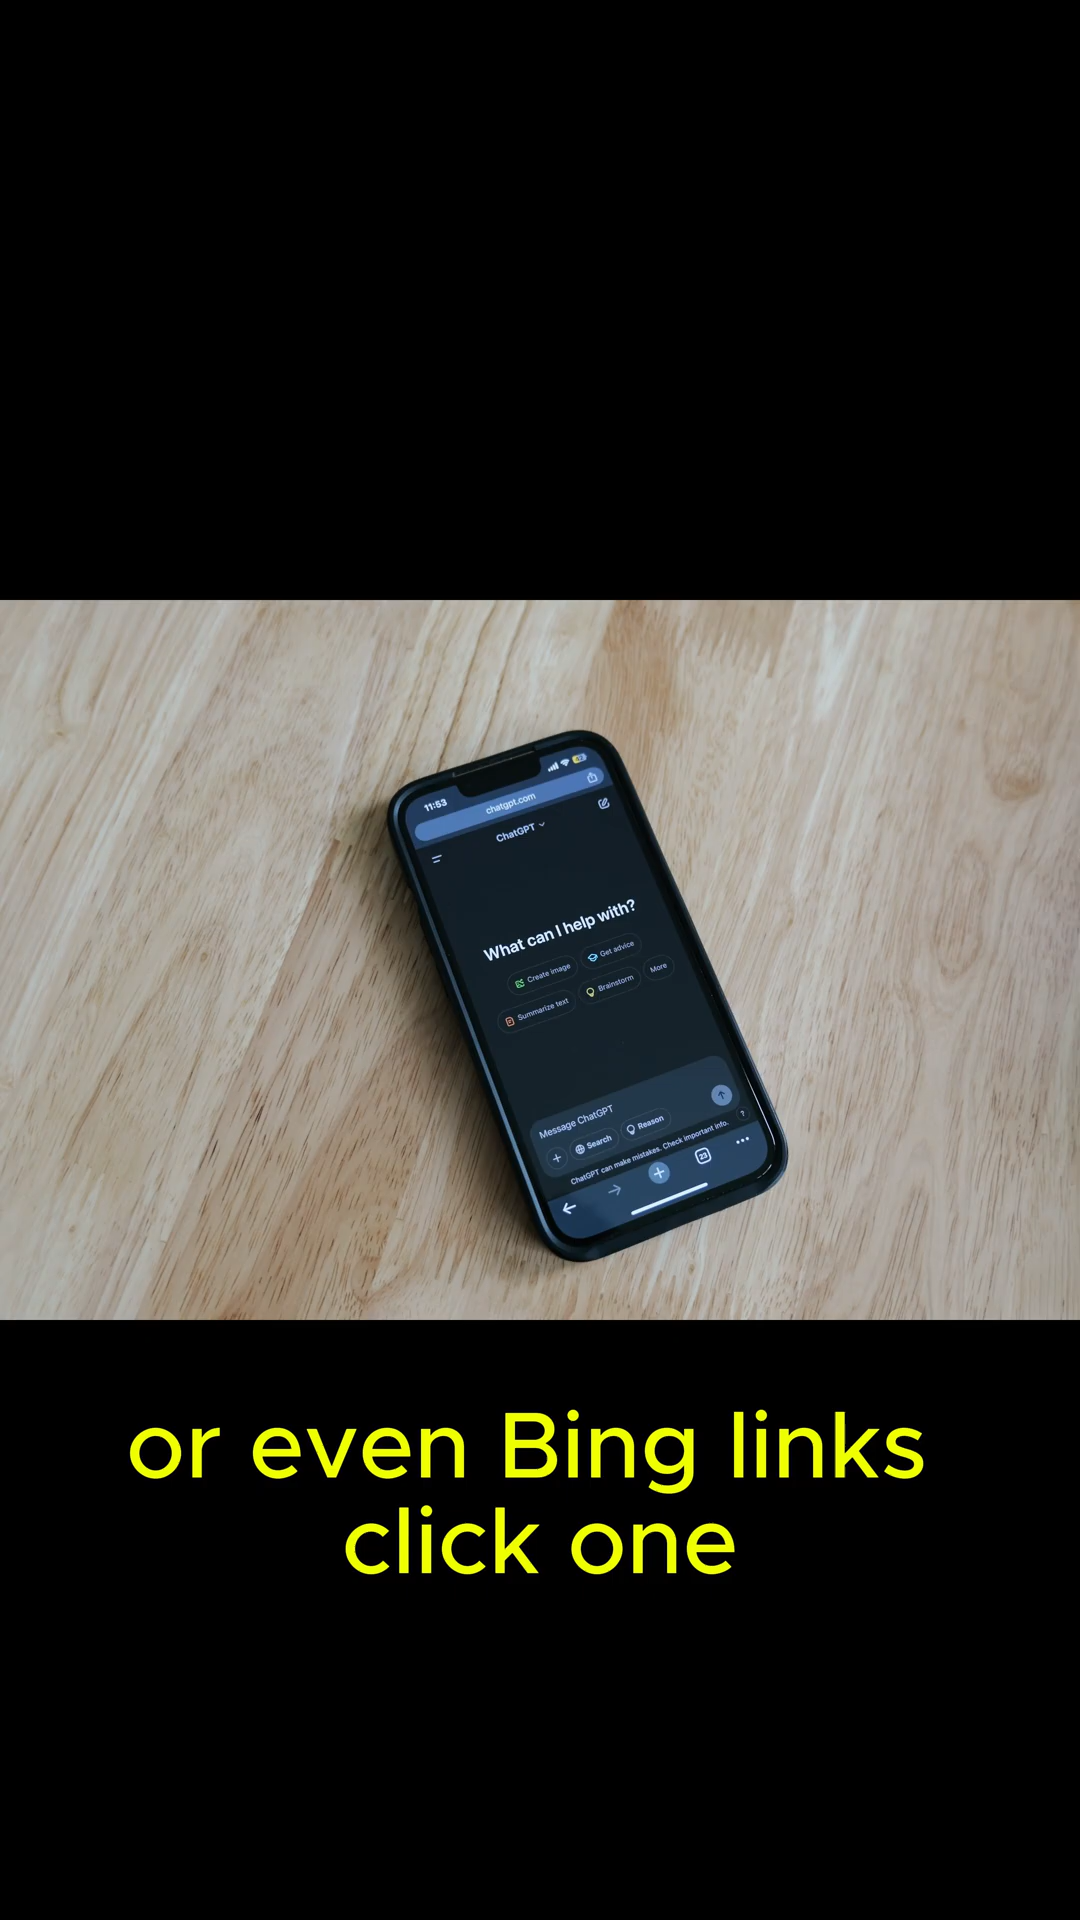 11:53
chatgpt.com
ChatGPT
What can I help with?
Create image
Get advice
Summarize text
Brainstorm
More
Message ChatGPT
+
Search
Reason
?
ChatGPT can make mistakes. Check important info.
23
or even Bing links
click one